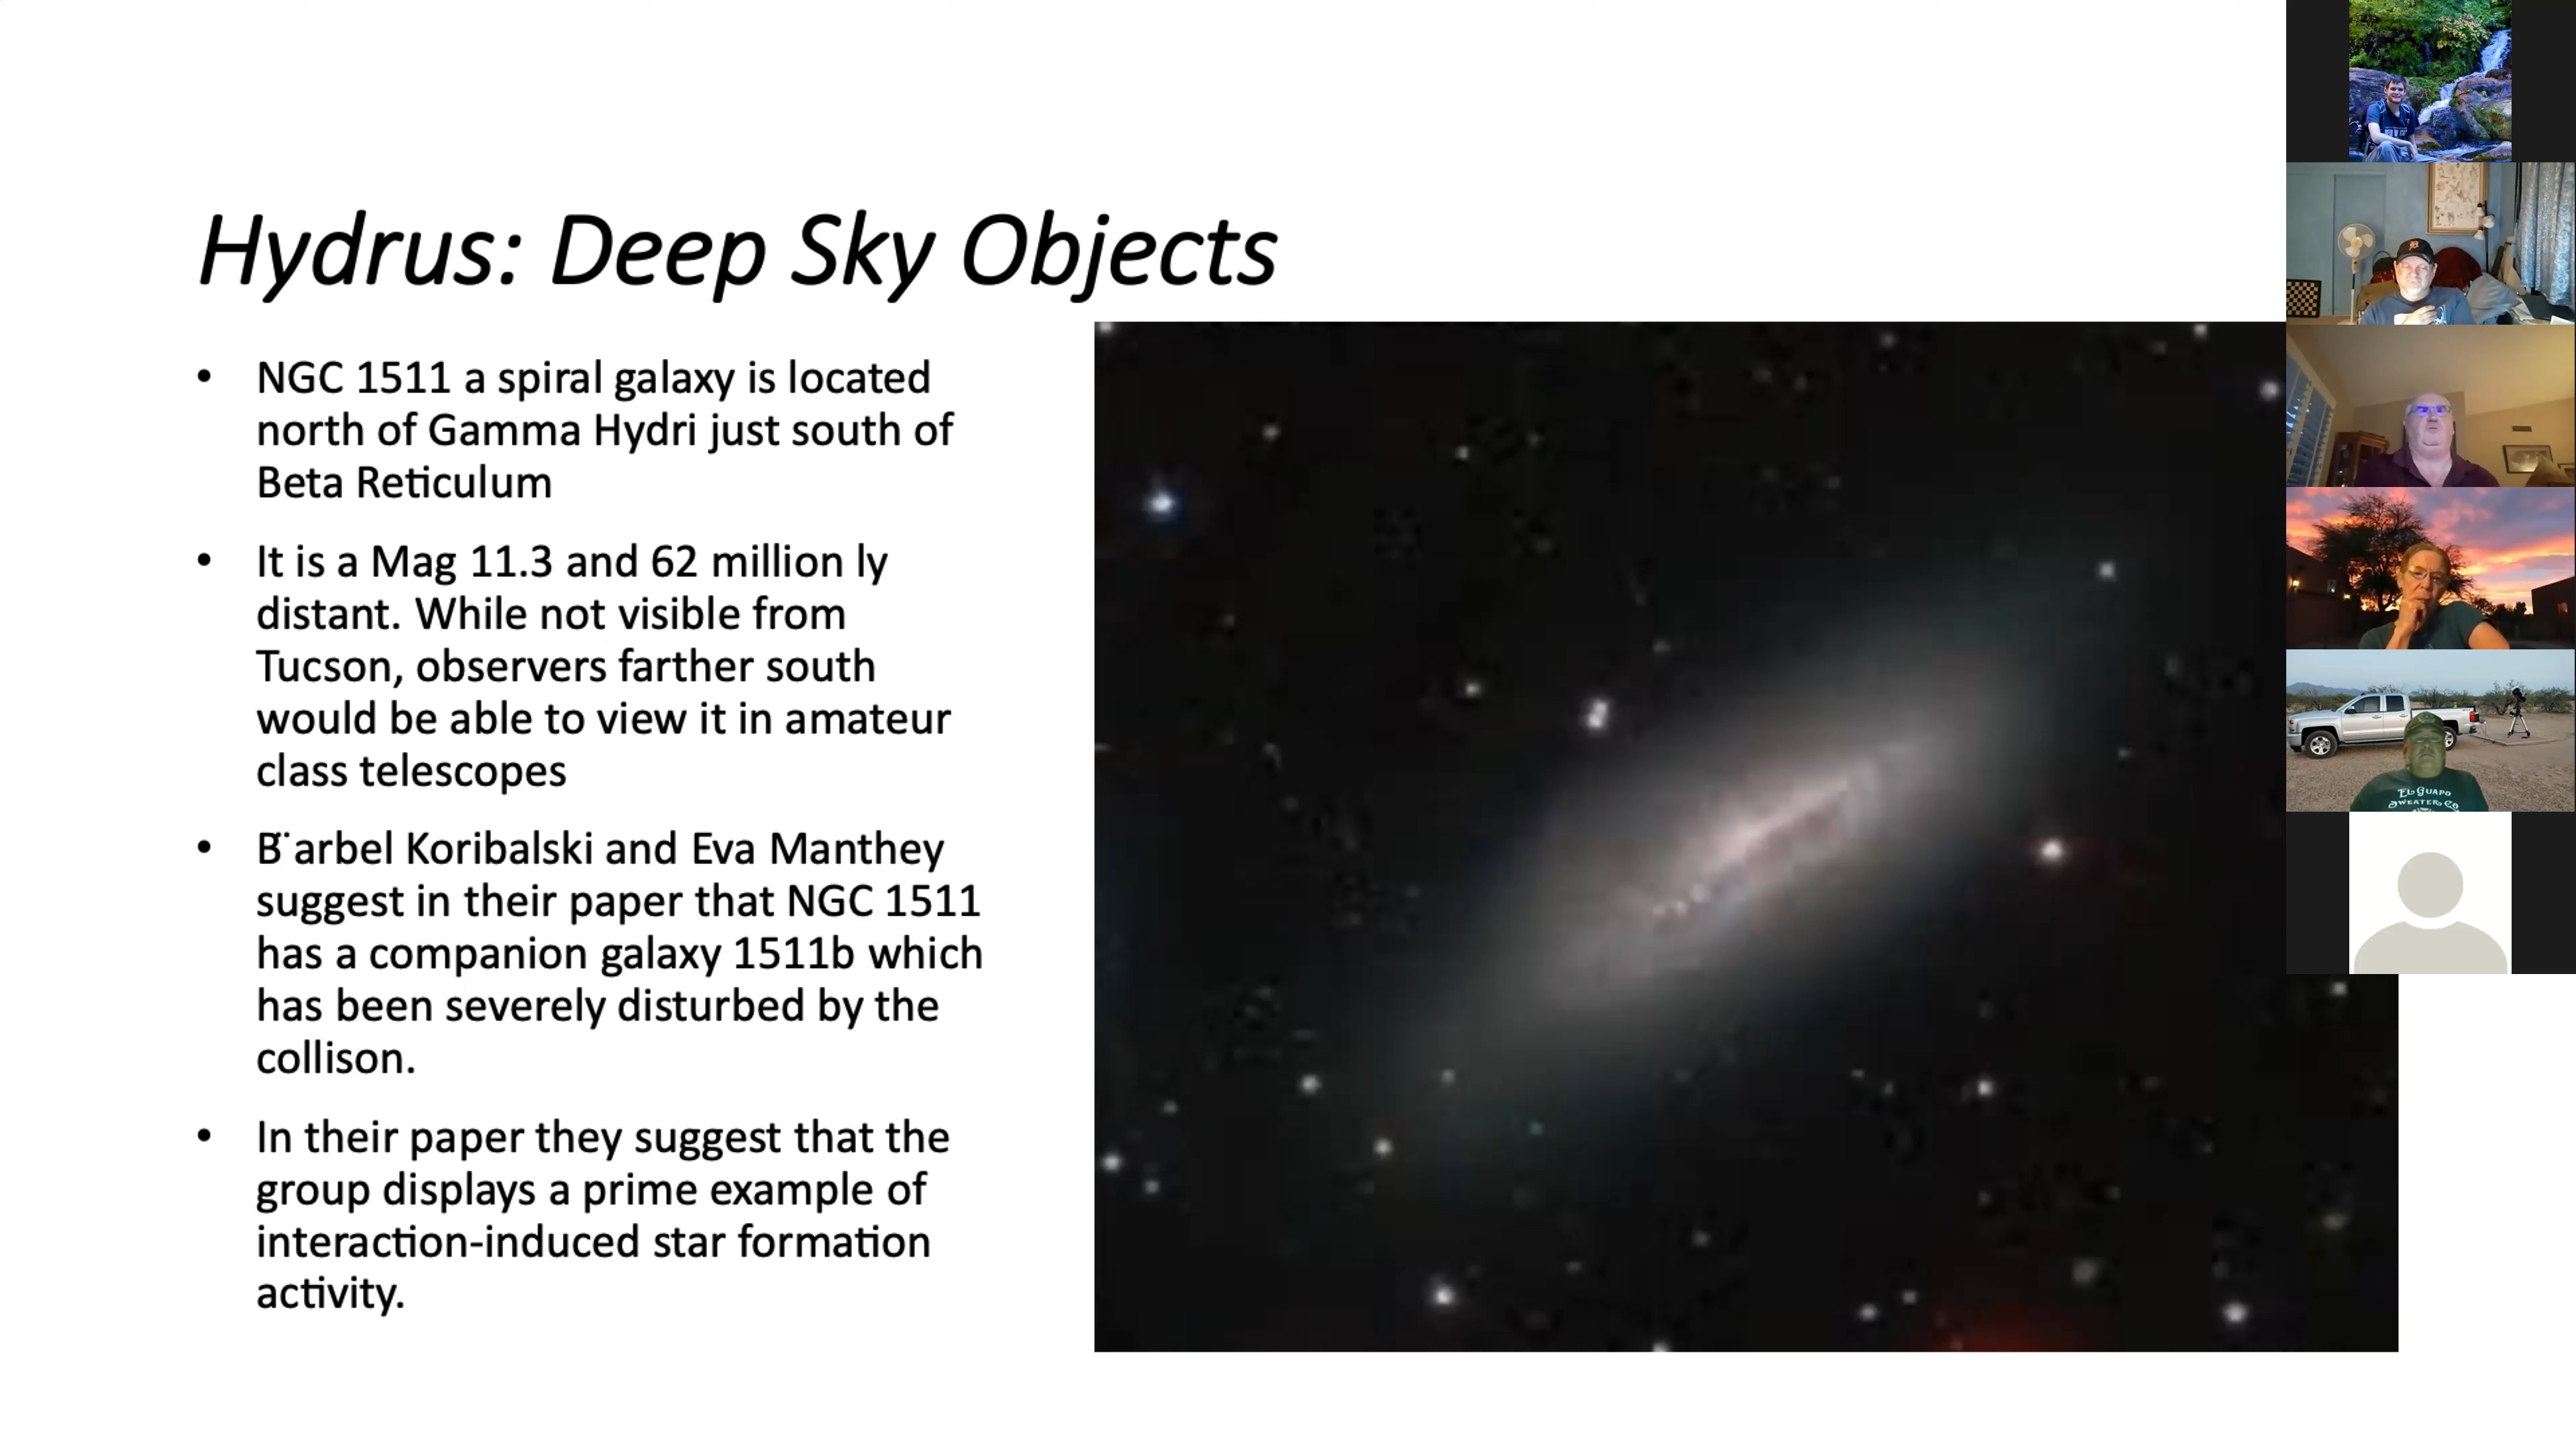 Hydrus: Deep Sky Objects
• NGC 1511 a spiral galaxy is located
north of Gamma Hydri just south of
Beta Reticulum
• It is a Mag 11.3 and 62 million ly
distant. While not visible from
Tucson, observers farther south
would be able to view it in amateur
class telescopes
• B¨arbel Koribalski and Eva Manthey
suggest in their paper that NGC 1511
has a companion galaxy 1511b which
has been severely disturbed by the
collison.
• In their paper they suggest that the
group displays a prime example of
interaction-induced star formation
activity.
EL GUAPO
SWEATER CO